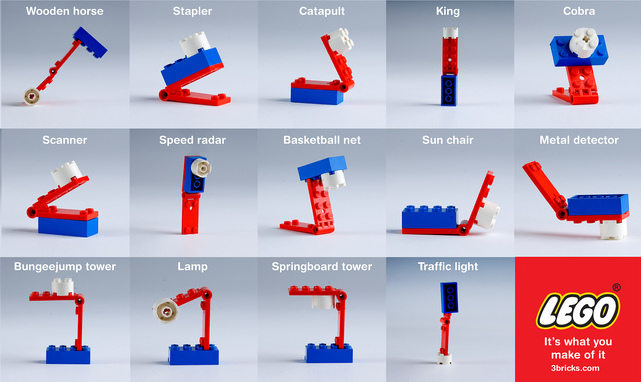 Wooden horse
Stapler
Catapult
King
Cobra
Scanner
Speed radar
Basketball net
Sun chair
Metal detector
Bungeejump tower
Lamp
Springboard tower
Traffic light
LEGO®
It's what you
make of it
3bricks.com